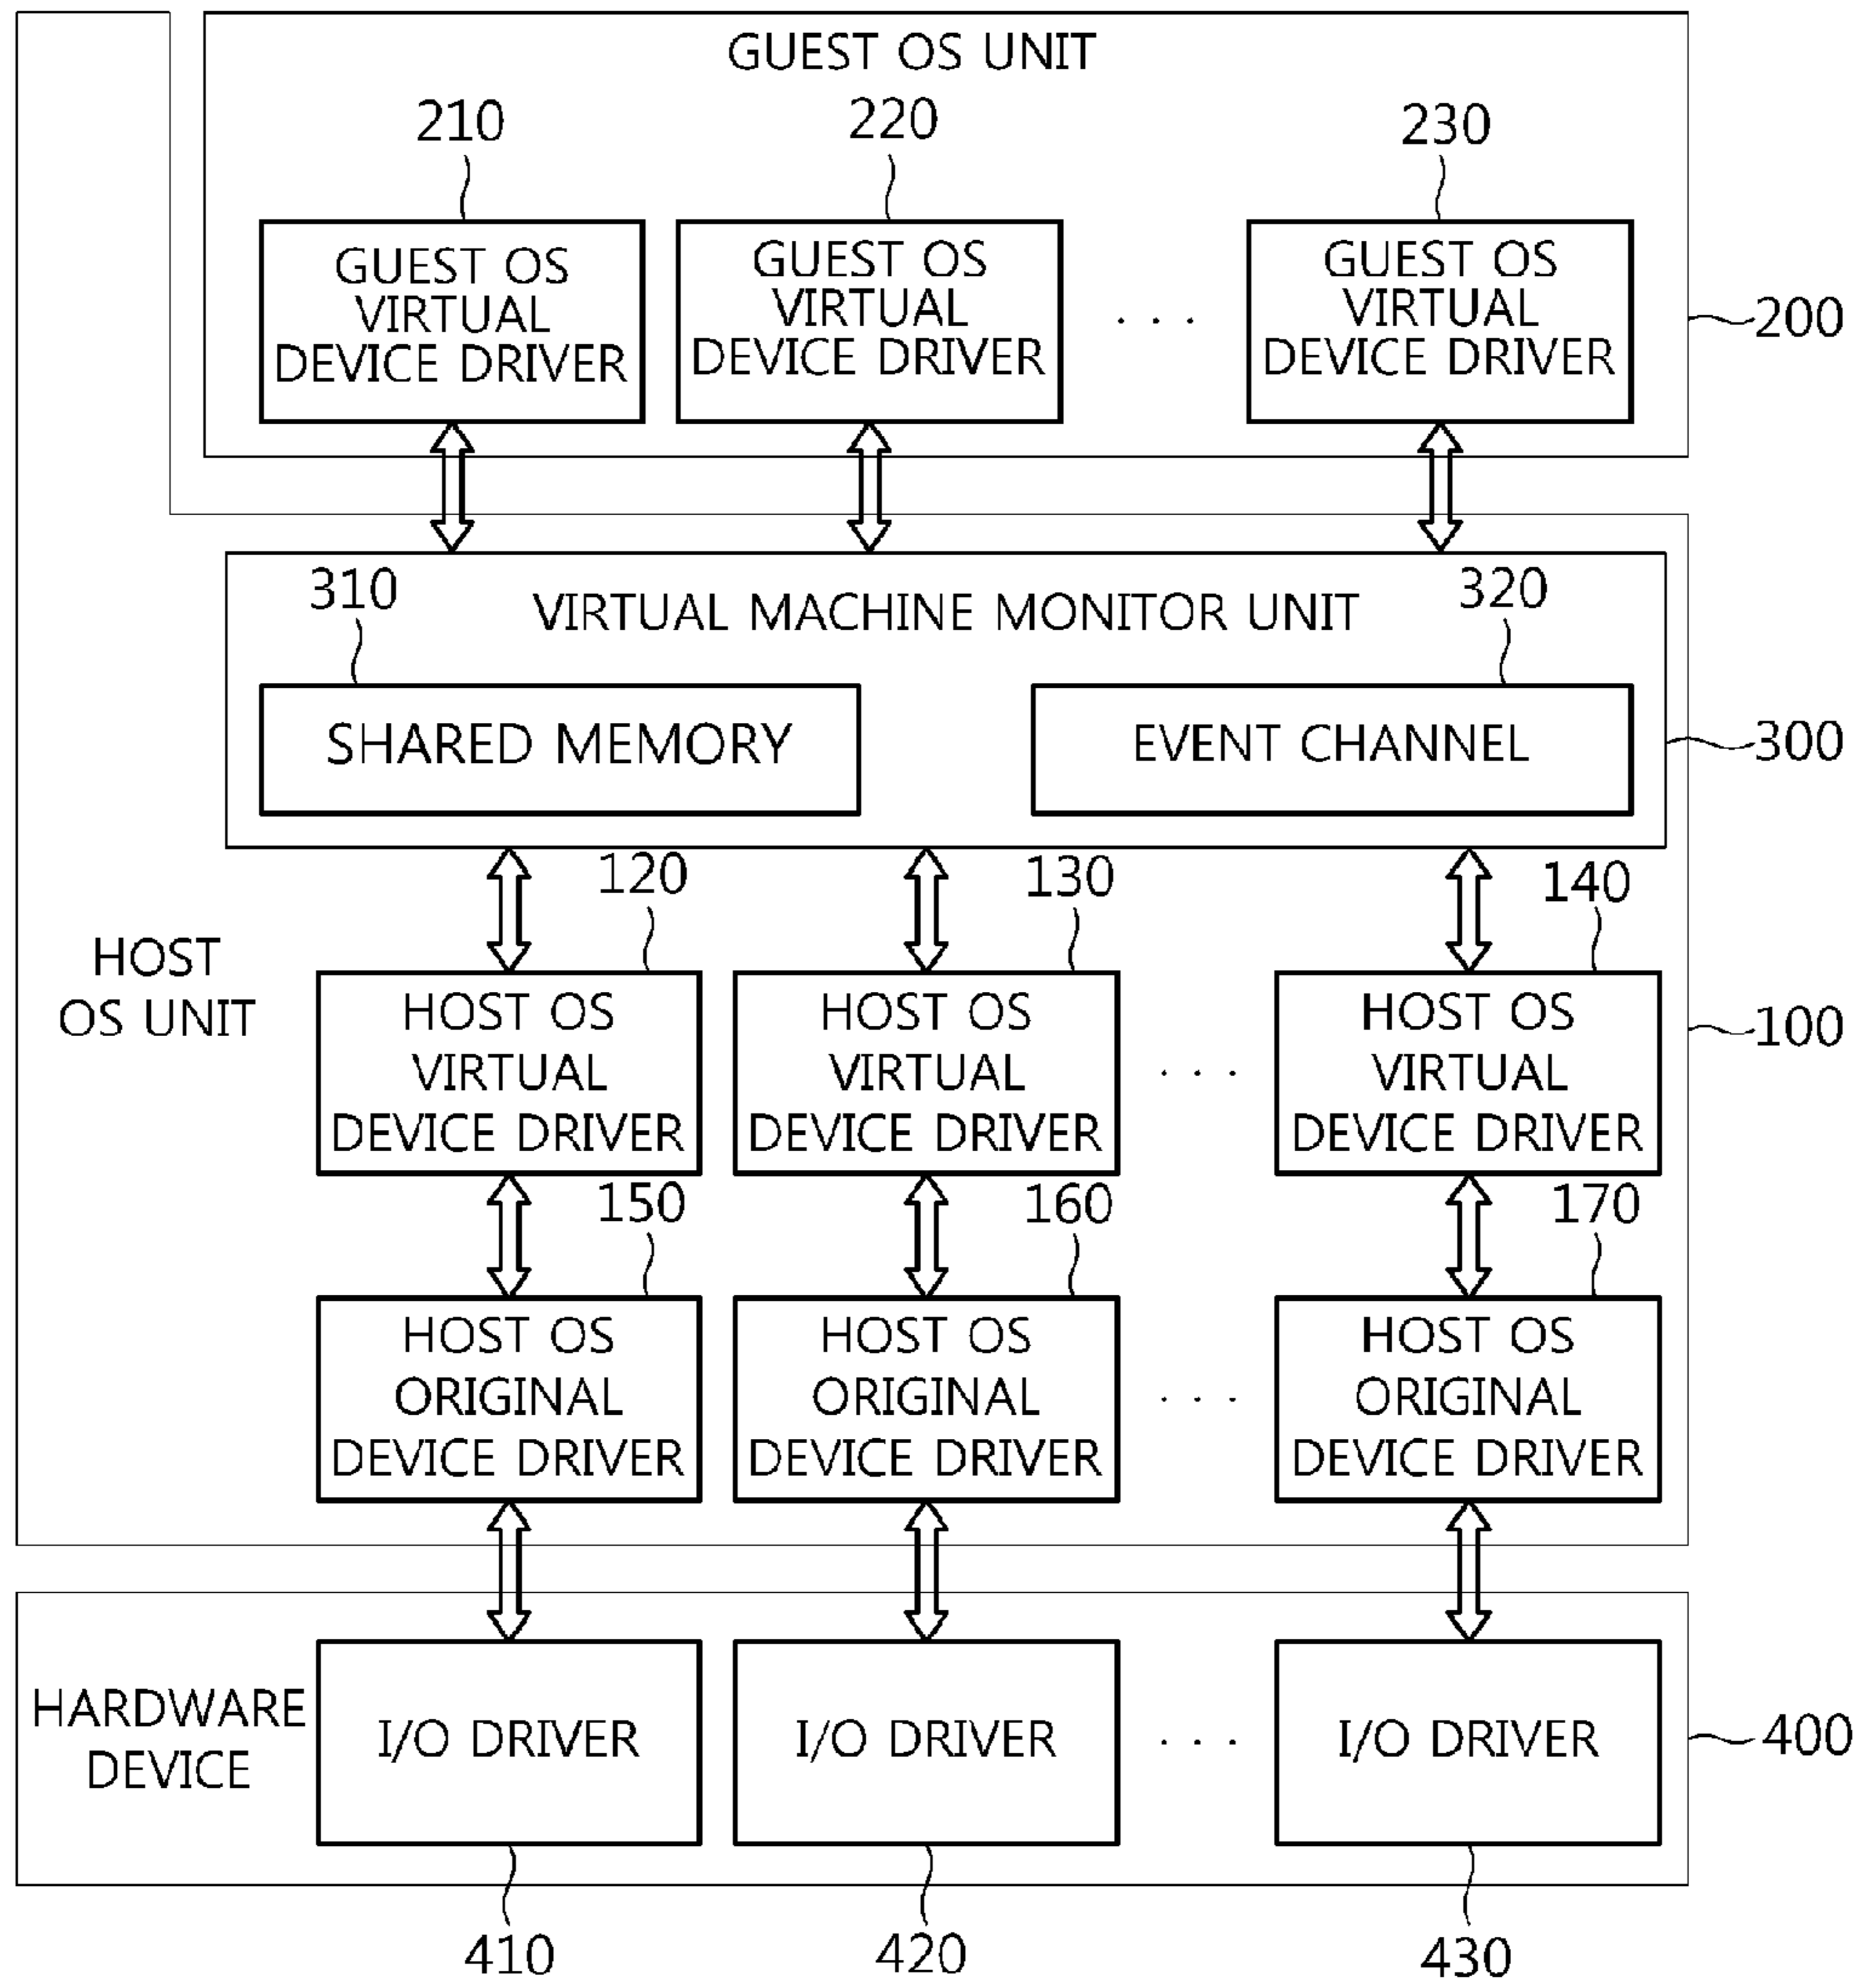 GUEST OS UNIT
210
220
230
GUEST OS
VIRTUAL
DEVICE DRIVER
GUEST OS
VIRTUAL
DEVICE DRIVER
. . .
GUEST OS
VIRTUAL
DEVICE DRIVER
200
310
VIRTUAL MACHINE MONITOR UNIT
320
SHARED MEMORY
EVENT CHANNEL
300
120
130
140
HOST
OS UNIT
HOST OS
VIRTUAL
DEVICE DRIVER
HOST OS
VIRTUAL
DEVICE DRIVER
. . .
HOST OS
VIRTUAL
DEVICE DRIVER
100
150
160
170
HOST OS
ORIGINAL
DEVICE DRIVER
HOST OS
ORIGINAL
DEVICE DRIVER
. . .
HOST OS
ORIGINAL
DEVICE DRIVER
HARDWARE
DEVICE
I/O DRIVER
I/O DRIVER
. . .
I/O DRIVER
400
410
420
430